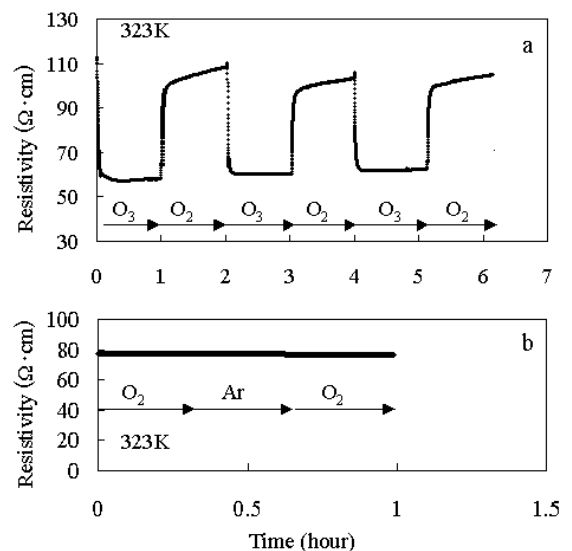 130
323K
a
110
90
70
50
30
Resistivity (Ω·cm)
O₃ O₂ O₃ O₂ O₃ O₂
0 1 2 3 4 5 6 7
100
b
80
60
40
20
0
Resistivity (Ω·cm)
O₂ Ar O₂
323K
0 0.5 1 1.5
Time (hour)